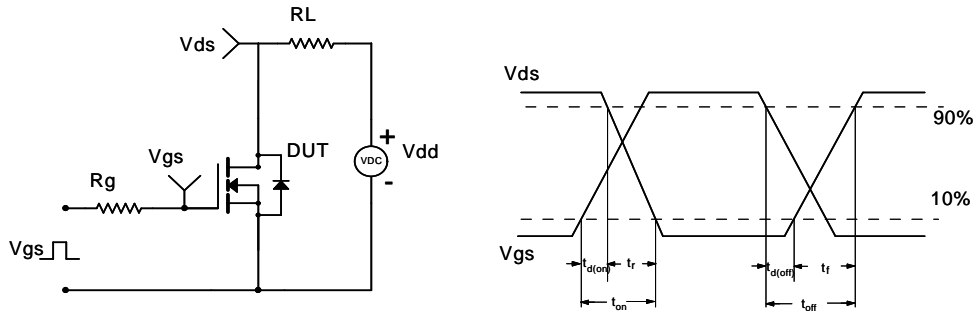 RL
Vds
DUT
+
VDC
Vdd
-
Vgs
Rg
Vgs
Vds
90%
10%
Vgs
td(on)
tr
td(off)
tf
ton
toff